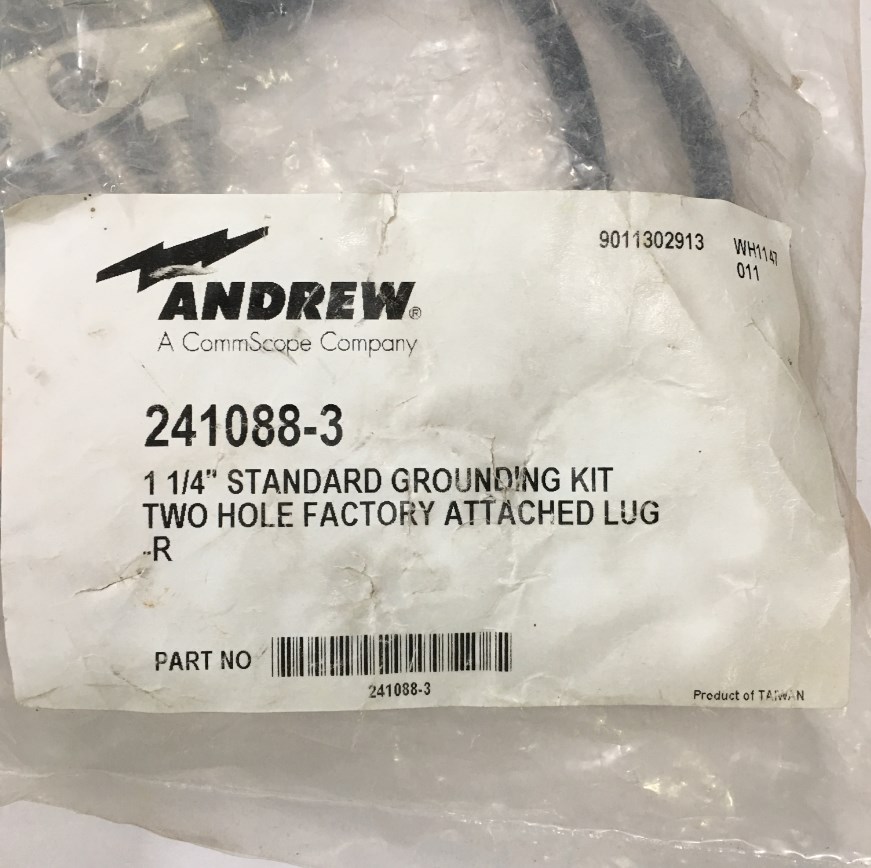 ANDREW®
A CommScope Company
9011302913
WH1147
011
241088-3
1 1/4" STANDARD GROUNDING KIT
TWO HOLE FACTORY ATTACHED LUG
-R
PART NO
241088-3
Product of TAIWAN